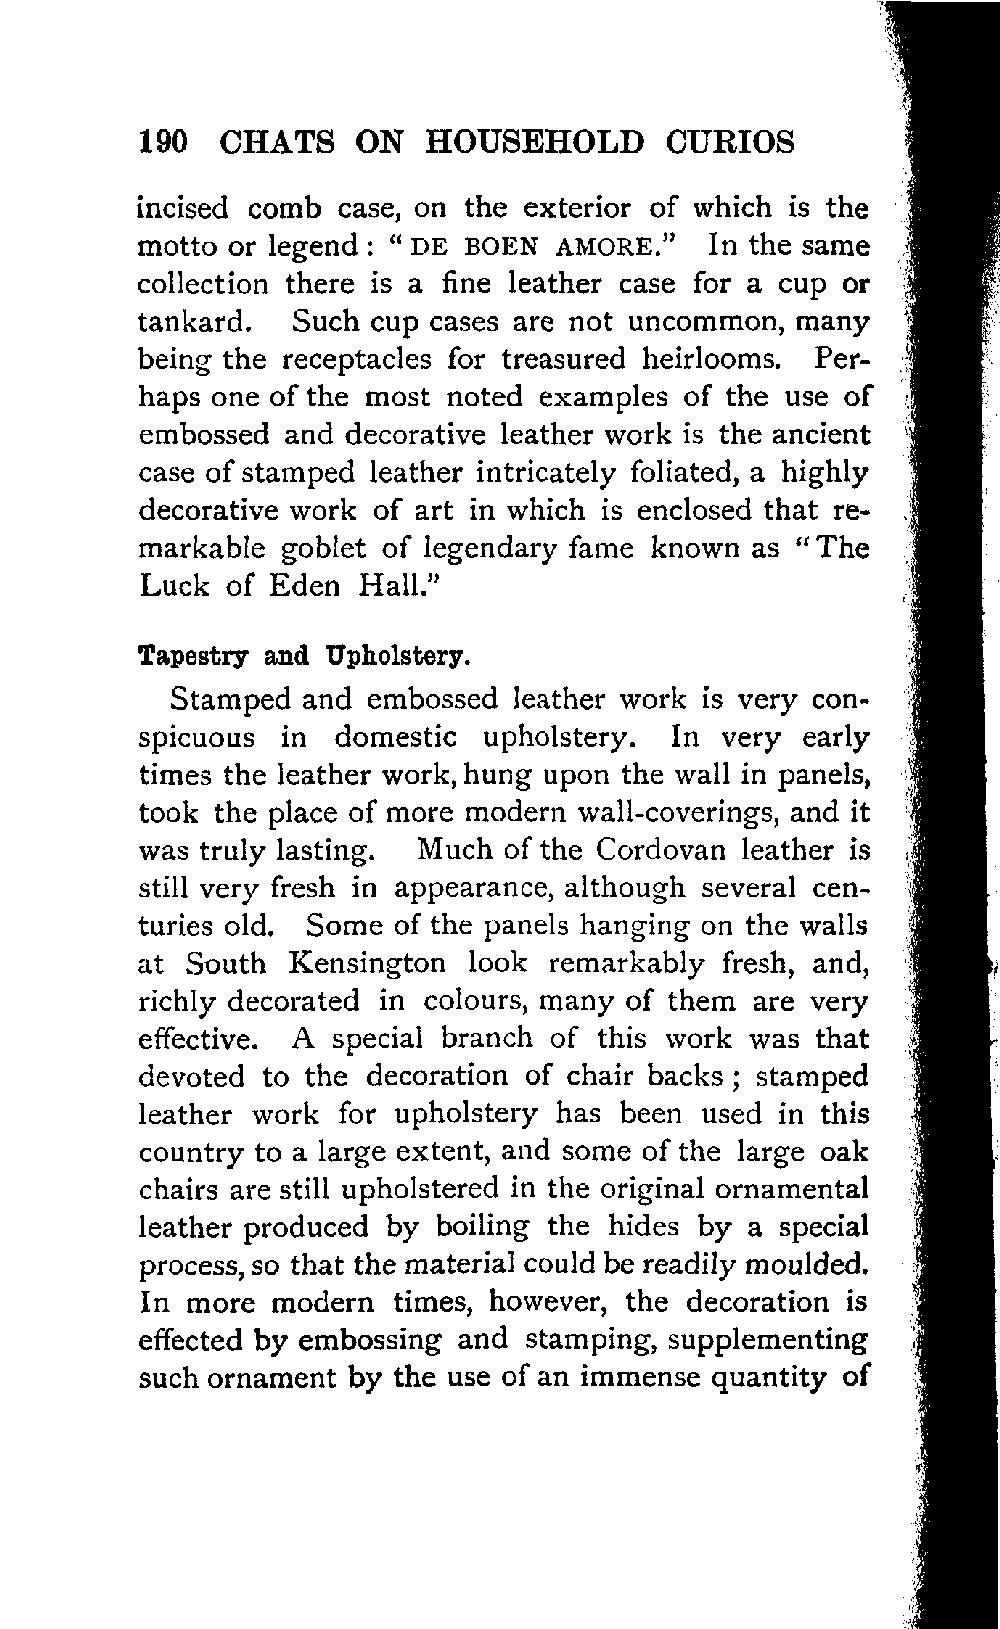 190 CHATS ON HOUSEHOLD CURIOS
incised comb case, on the exterior of which is the
motto or legend : “ DE BOEN AMORE.” In the same
collection there is a fine leather case for a cup or
tankard. Such cup cases are not uncommon, many
being the receptacles for treasured heirlooms. Per-
haps one of the most noted examples of the use of
embossed and decorative leather work is the ancient
case of stamped leather intricately foliated, a highly
decorative work of art in which is enclosed that re-
markable goblet of legendary fame known as “The
Luck of Eden Hall.”
Tapestry and Upholstery.
Stamped and embossed leather work is very con-
spicuous in domestic upholstery. In very early
times the leather work, hung upon the wall in panels,
took the place of more modern wall-coverings, and it
was truly lasting. Much of the Cordovan leather is
still very fresh in appearance, although several cen-
turies old. Some of the panels hanging on the walls
at South Kensington look remarkably fresh, and,
richly decorated in colours, many of them are very
effective. A special branch of this work was that
devoted to the decoration of chair backs ; stamped
leather work for upholstery has been used in this
country to a large extent, and some of the large oak
chairs are still upholstered in the original ornamental
leather produced by boiling the hides by a special
process, so that the material could be readily moulded.
In more modern times, however, the decoration is
effected by embossing and stamping, supplementing
such ornament by the use of an immense quantity of